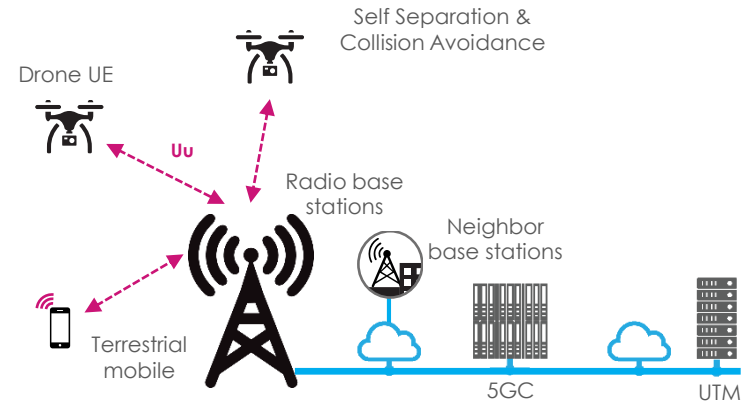 Self Separation &
Collision Avoidance
Drone UE
Uu
Radio base
stations
Neighbor
base stations
Terrestrial
mobile
5GC
UTM